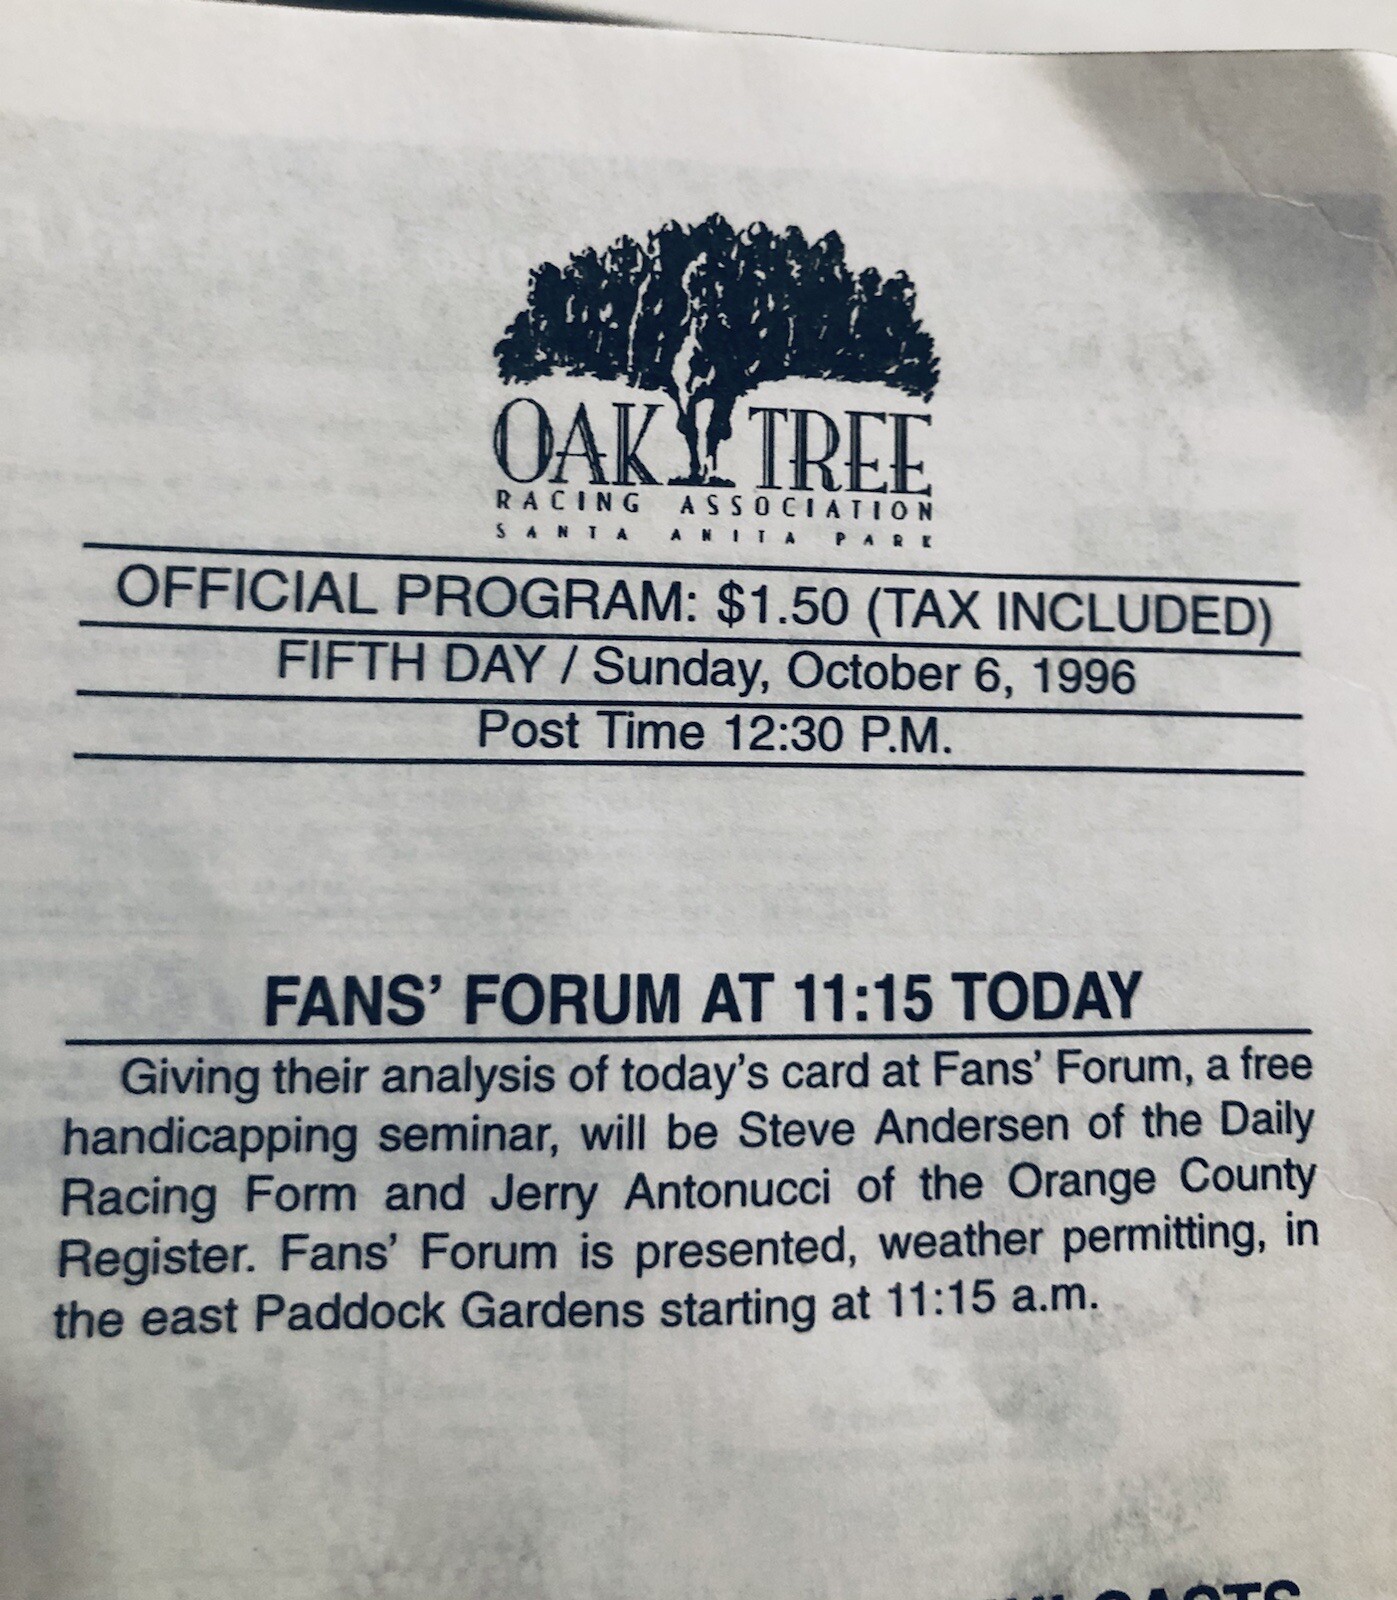 OAK TREE
RACING ASSOCIATION
SANTA ANITA PARK
OFFICIAL PROGRAM: $1.50 (TAX INCLUDED)
FIFTH DAY / Sunday, October 6, 1996
Post Time 12:30 P.M.
FANS' FORUM AT 11:15 TODAY
Giving their analysis of today's card at Fans' Forum, a free
handicapping seminar, will be Steve Andersen of the Daily
Racing Form and Jerry Antonucci of the Orange County
Register. Fans' Forum is presented, weather permitting, in
the east Paddock Gardens starting at 11:15 a.m.